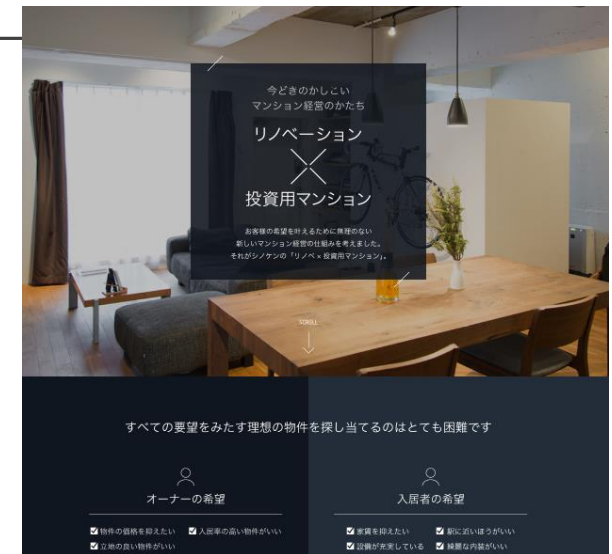 今どきのかしこい
マンション経営のかたち
リノベーション
×
投資用マンション
お客様の希望を叶えるために無理のない
新しいマンション経営の仕組みを考えました。
それがシノケンの「リノベ×投資用マンション」。
SCROLL
すべての要望をみたす理想の物件を探し当てるのはとても困難です
オーナーの希望
物件の価格を抑えたい 入居率の高い物件がいい
立地の良い物件がいい
入居者の希望
家賃を抑えたい 駅に近いほうがいい
設備が充実している 綺麗な内装がいい